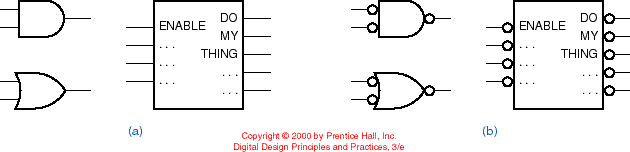 ENABLE DO
. . . MY
. . . THING
. . . . . .
. . .
ENABLE DO
. . . MY
. . . THING
. . . . . .
. . .
(a) (b)
Copyright © 2000 by Prentice Hall, Inc.
Digital Design Principles and Practices, 3/e